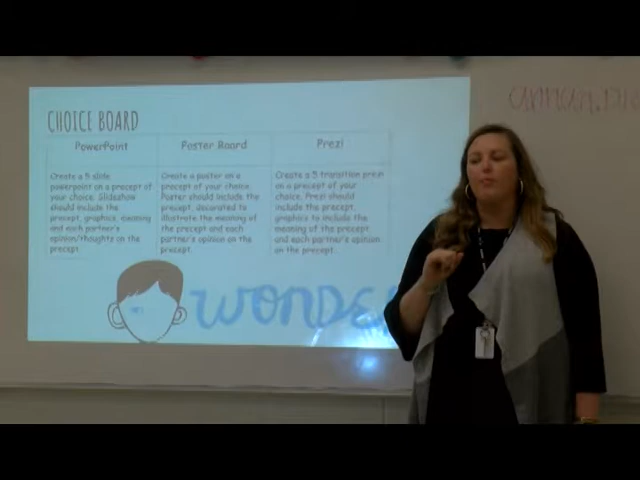 CHOICE BOARD
PowerPoint
Poster Board
Prezi
Create a 5 slide
powerpoint on a precept of
your choice. Slideshow
should include the
precept, graphics, meaning
and each partner's
opinion/thoughts on the
precept.
Create a poster on a
precept of your choice.
Poster should include the
precept, decorated to
illustrate the meaning of
the precept and each
partner's opinion on the
precept.
Create a 5 transition prezi
on a precept of your
choice. Prezi should
include the precept,
graphics to include the
meaning of the precept
and each partner's opinion
on the precept.